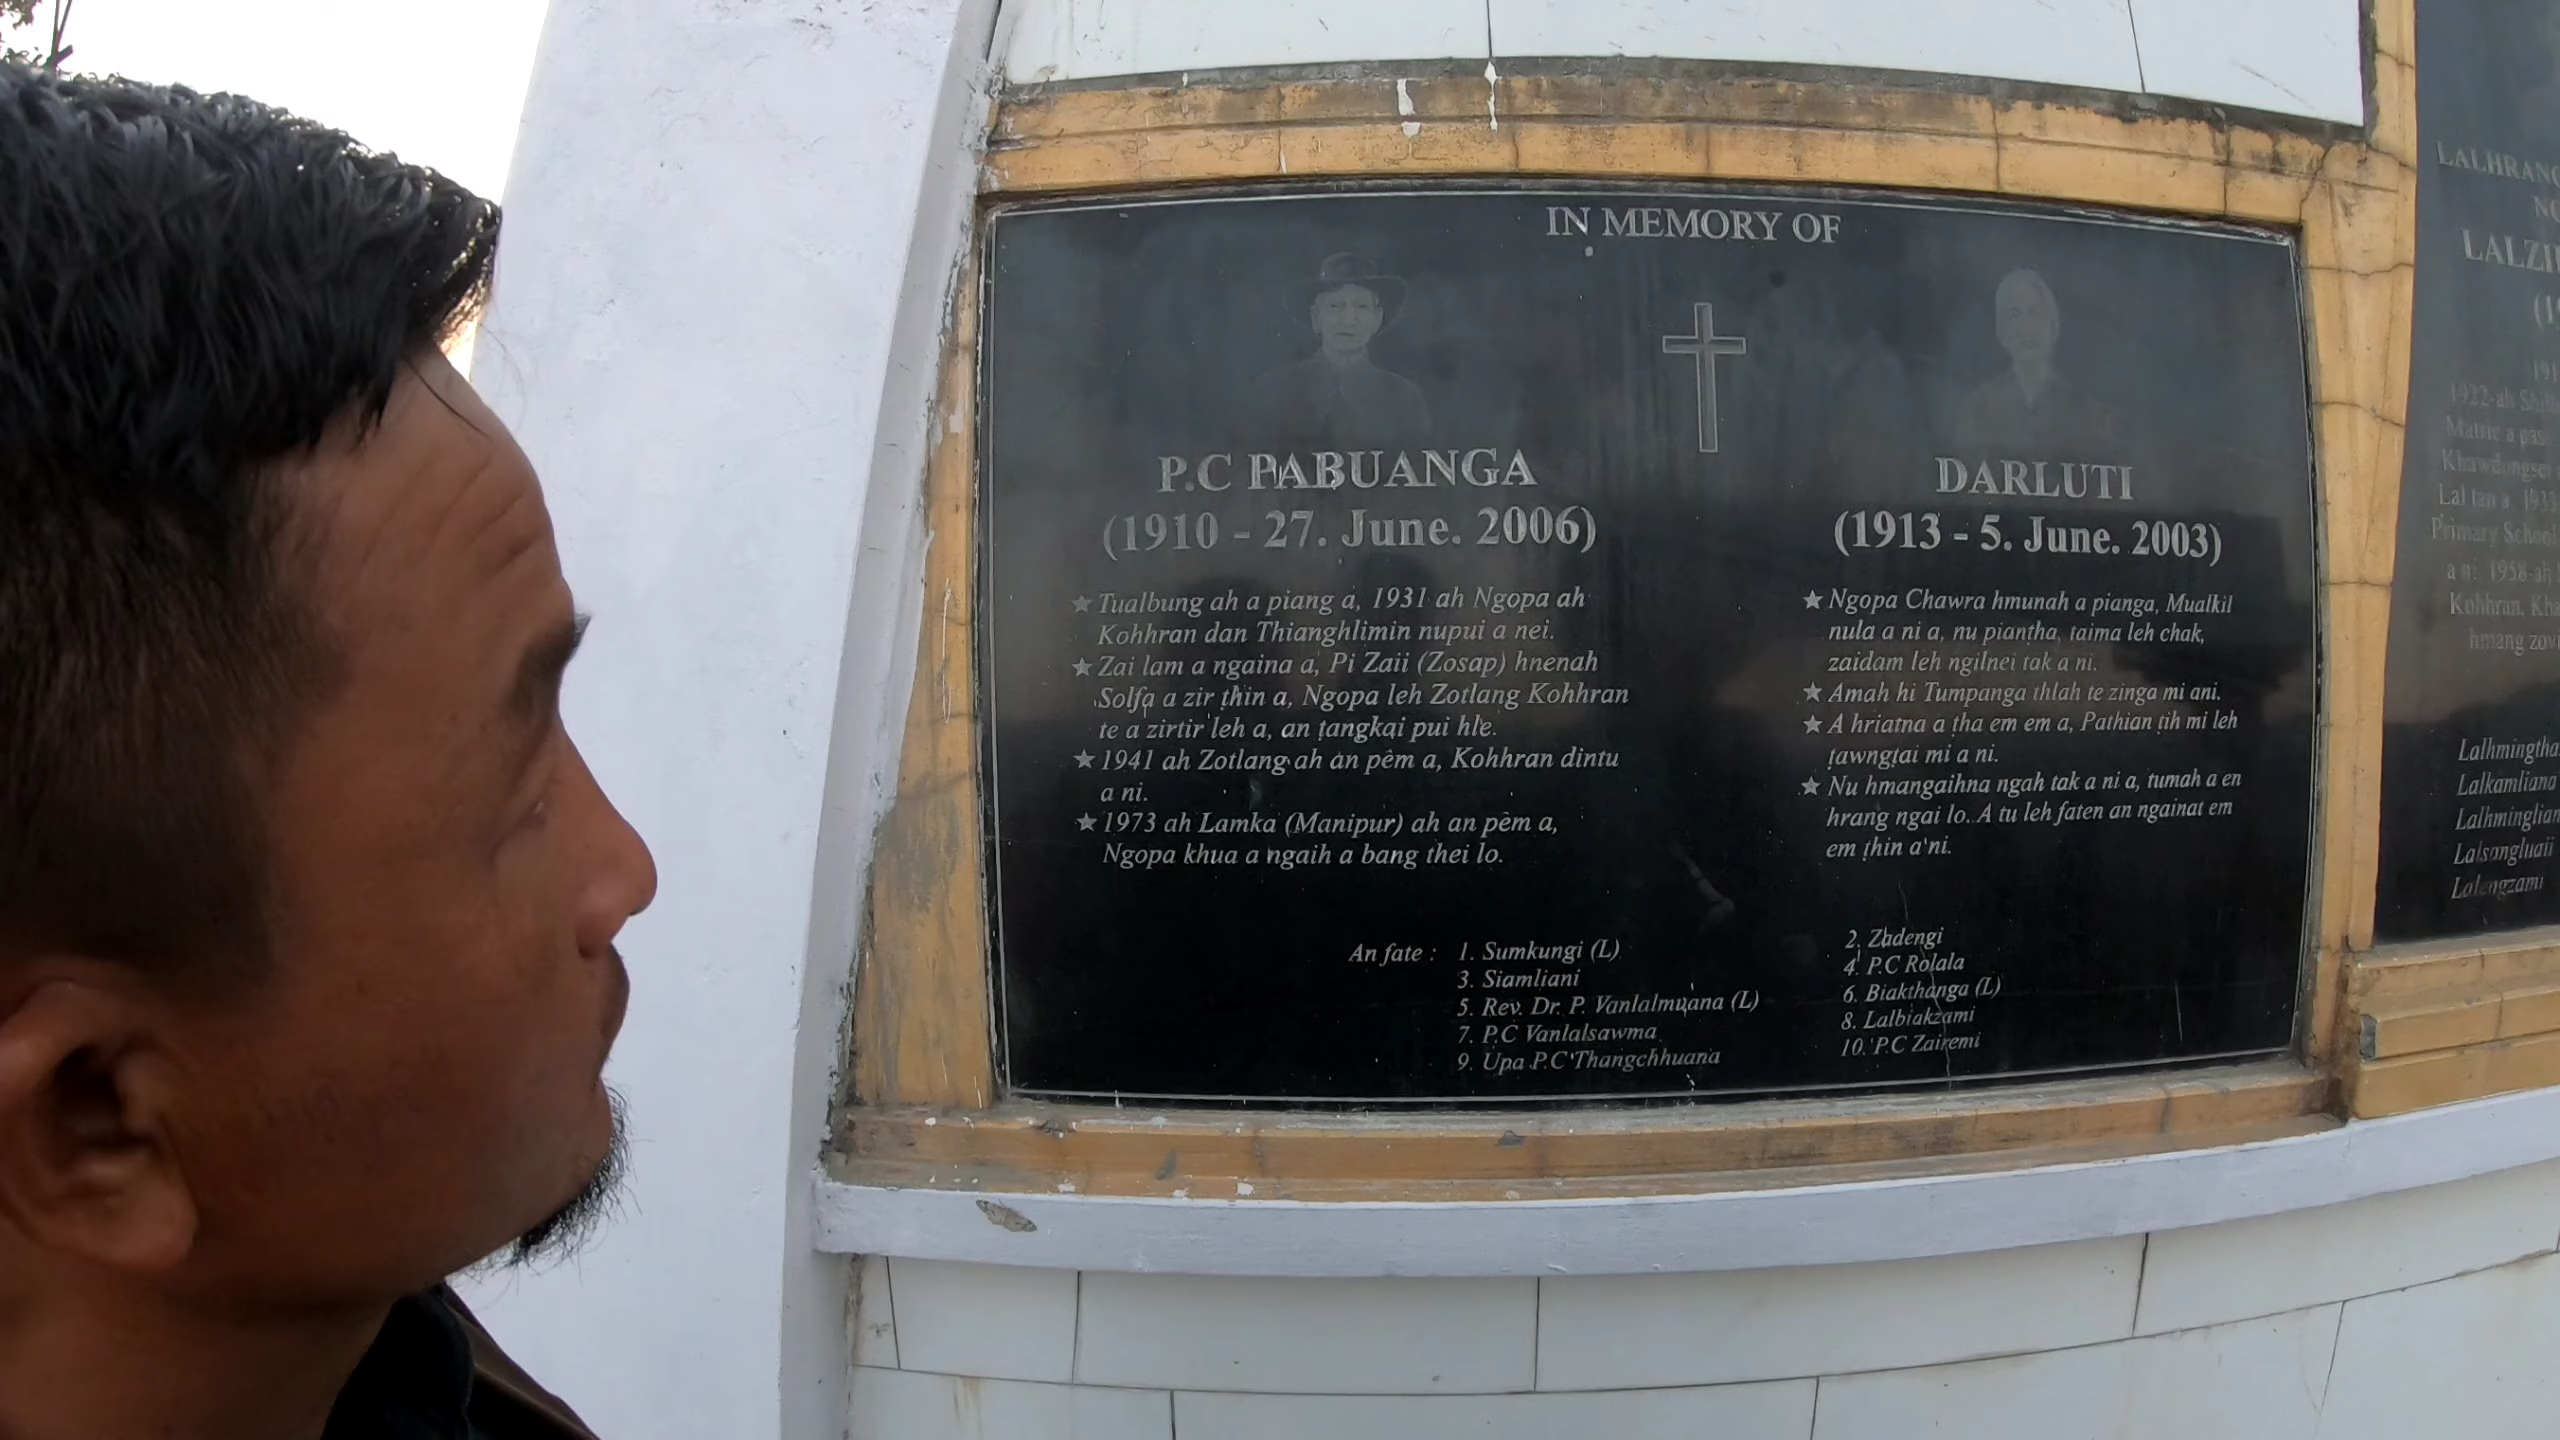 IN MEMORY OF
P.C PABUANGA
(1910 - 27. June. 2006)
★ Tualbung ah a piang a, 1931 ah Ngopa ah
Kohhran dan Thianghlimin nupui a nei.
★ Zai lam a ngaina a, Pi Zaii (Zosap) hnenah
Solfa a zir ṭhin a, Ngopa leh Zotlang Kohhran
te a zirtir leh a, an ṭangkai pui hle.
★ 1941 ah Zotlang ah an pêm a, Kohhran dintu
a ni.
★ 1973 ah Lamka (Manipur) ah an pêm a,
Ngopa khua a ngaih a bang thei lo.
DARLUTI
(1913 - 5. June. 2003)
★ Ngopa Chawra hmunah a pianga, Mualkil
nula a ni a, nu pianṭha, taima leh chak,
zaidam leh ngilnei tak a ni.
★ Amah hi Tumpanga thlah te zinga mi ani.
★ A hriatna a ṭha em em a, Pathian ṭih mi leh
ṭawngṭai mi a ni.
★ Nu hmangaihna ngah tak a ni a, tumah a en
hrang ngai lo. A tu leh faten an ngainat em
em ṭhin a ni.
An fate : 1. Sumkungi (L) 2. Zadengi
3. Siamliani 4. P.C Rolala
5. Rev. Dr. P. Vanlalmuana (L) 6. Biakthanga (L)
7. P.C Vanlalsawma 8. Lalbiakzami
9. Upa P.C Thangchhuana 10. P.C Zairemi
1922-ah
Matric a pas
Lal tan a 1933
Primary School
a ni. 1958-ah
Kohhran,
hmang
Lalkamliana
Lalsangluaii
Lalengzami